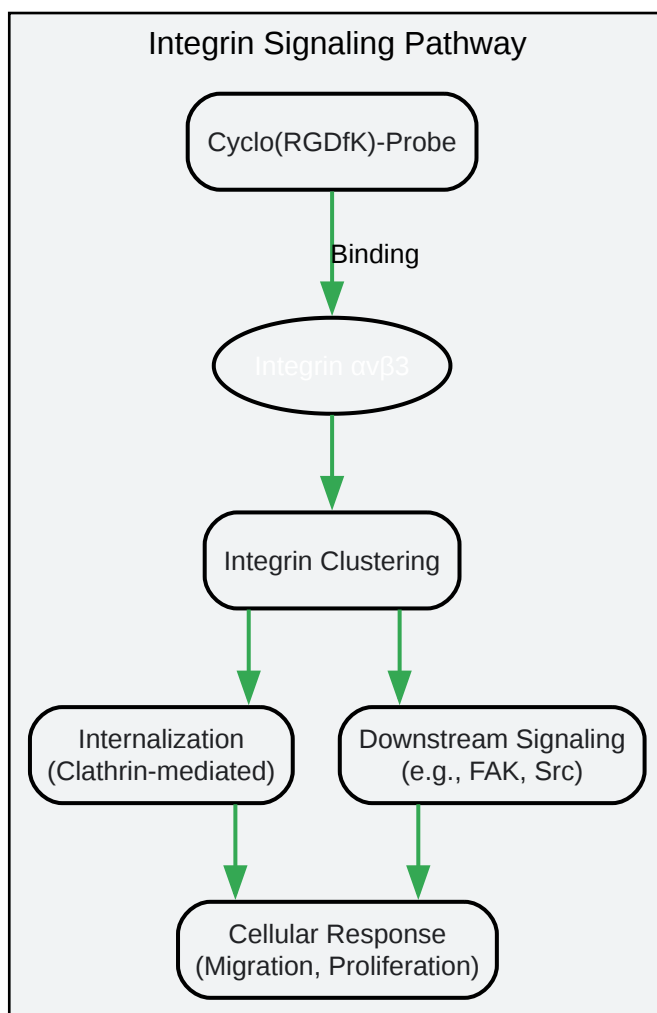 Integrin Signaling Pathway
Cyclo(RGDfK)-Probe
Binding
Integrin αvβ3
Integrin Clustering
Internalization
(Clathrin-mediated)
Downstream Signaling
(e.g., FAK, Src)
Cellular Response
(Migration, Proliferation)